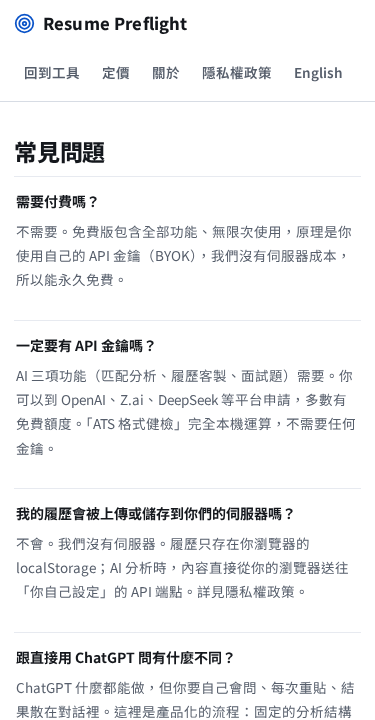 Resume Preflight
回到工具 定價 關於 隱私權政策 English
常見問題
需要付費嗎？
不需要。免費版包含全部功能、無限次使用，原理是你
使用自己的 API 金鑰（BYOK），我們沒有伺服器成本，
所以能永久免費。
一定要有 API 金鑰嗎？
AI 三項功能（匹配分析、履歷客製、面試題）需要。你
可以到 OpenAI、Z.ai、DeepSeek 等平台申請，多數有
免費額度。「ATS 格式健檢」完全本機運算，不需要任何
金鑰。
我的履歷會被上傳或儲存到你們的伺服器嗎？
不會。我們沒有伺服器。履歷只存在你瀏覽器的
localStorage；AI 分析時，內容直接從你的瀏覽器送往
「你自己設定」的 API 端點。詳見隱私權政策。
跟直接用 ChatGPT 問有什麼不同？
ChatGPT 什麼都能做，但你要自己會問、每次重貼、結
果散在對話裡。這裡是產品化的流程：固定的分析結構